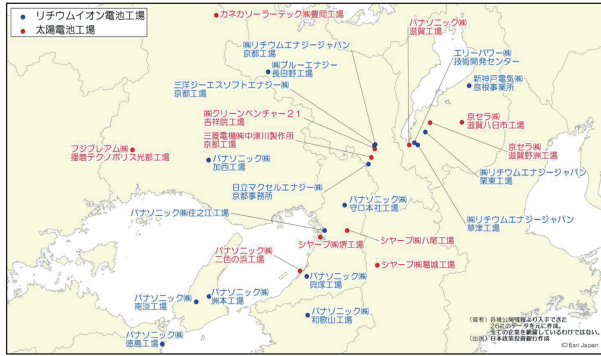 リチウムイオン電池工場
太陽電池工場
カネカソーラーテック㈱豊岡工場
パナソニック㈱
滋賀工場
㈱リチウムエナジージャパン
京都工場
エリーパワー㈱
技術開発センター
㈱ブルーエナジー
長田野工場
新神戸電気㈱
彦根事業所
三洋ジーエスソフトエナジー㈱
京都工場
㈱クリーンベンチャー21
吉祥院工場
京セラ㈱
滋賀八日市工場
三菱電機㈱中津川製作所
京都工場
京セラ㈱
滋賀野洲工場
フジプレアム㈱
播磨テクノポリス光都工場
パナソニック㈱
加西工場
㈱リチウムエナジージャパン
栗東工場
日立マクセルエナジー㈱
京都事務所
パナソニック㈱
守口本社工場
㈱リチウムエナジージャパン
草津工場
パナソニック㈱住之江工場
シャープ㈱堺工場
シャープ㈱八尾工場
パナソニック㈱
二色の浜工場
シャープ㈱葛城工場
パナソニック㈱
貝塚工場
パナソニック㈱
南淡工場
パナソニック㈱
洲本工場
パナソニック㈱
和歌山工場
パナソニック㈱
徳島工場
(備考) 各種公開情報より入手できた
26社のデータを元に作成。
全ての企業を網羅しているわけではない。
(出所) 日本政策投資銀行作成
©Esri Japan